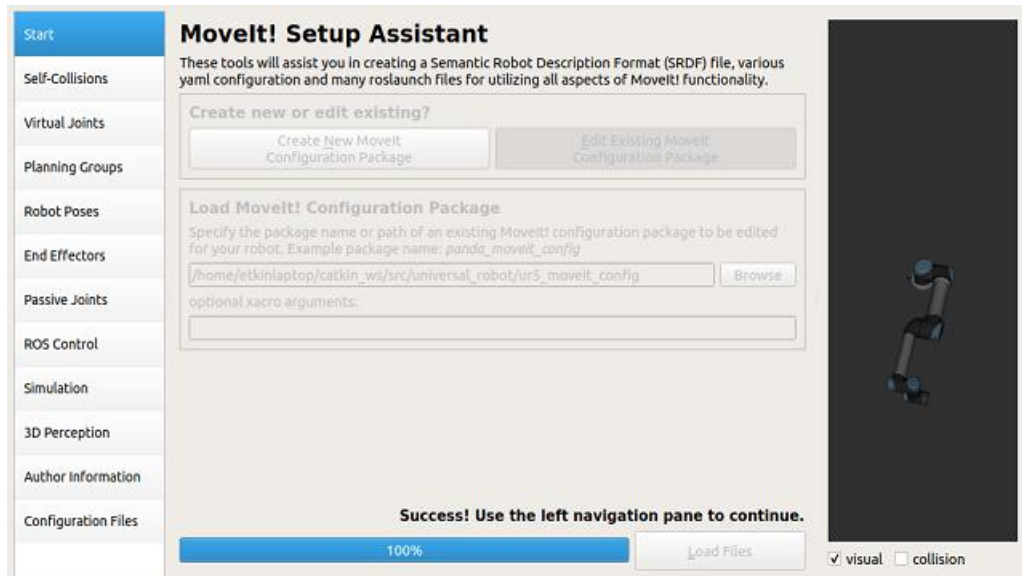 Start
Self-Collisions
Virtual Joints
Planning Groups
Robot Poses
End Effectors
Passive Joints
ROS Control
Simulation
3D Perception
Author Information
Configuration Files
MoveIt! Setup Assistant
These tools will assist you in creating a Semantic Robot Description Format (SRDF) file, various
yaml configuration and many roslaunch files for utilizing all aspects of MoveIt! functionality.
Create new or edit existing?
Create New MoveIt
Configuration Package
Edit Existing MoveIt
Configuration Package
Load MoveIt! Configuration Package
Specify the package name or path of an existing MoveIt! configuration package to be edited
for your robot. Example package name: panda_moveit_config
/home/etkinlaptop/catkin_ws/src/universal_robot/ur5_moveit_config
Browse
optional xacro arguments:
Success! Use the left navigation pane to continue.
100%
Load Files
visual
collision